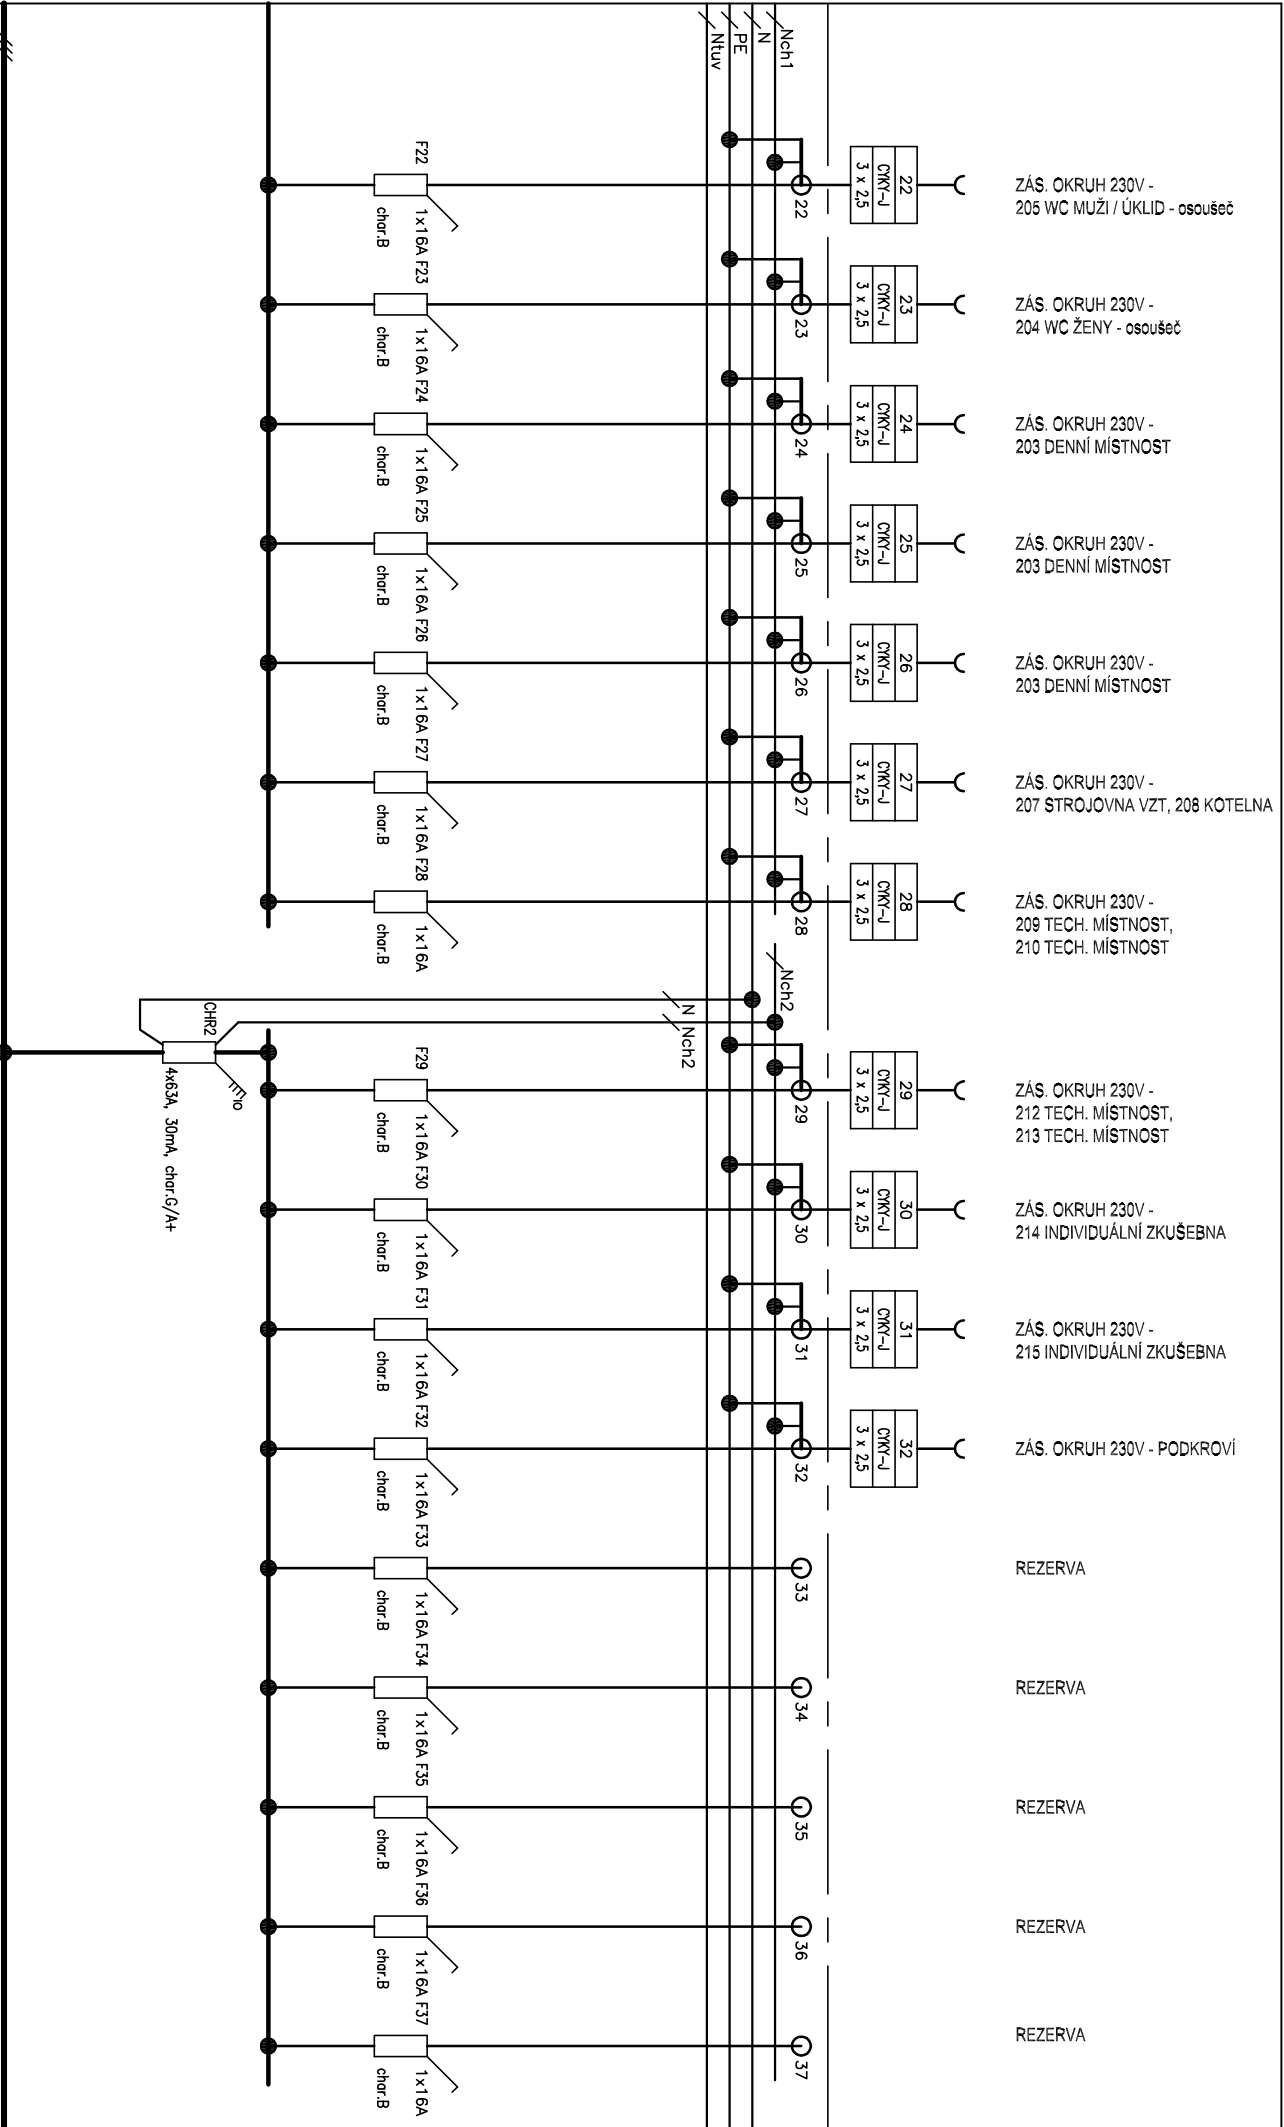 Nch1
N
PE
Ntuv
F22
1x16A
char.B
22
22
CYKY-J
3 x 2,5
ZÁS. OKRUH 230V -
205 WC MUŽI / ÚKLID - osoušeč
F23
1x16A
char.B
23
23
CYKY-J
3 x 2,5
ZÁS. OKRUH 230V -
204 WC ŽENY - osoušeč
F24
1x16A
char.B
24
24
CYKY-J
3 x 2,5
ZÁS. OKRUH 230V -
203 DENNÍ MÍSTNOST
F25
1x16A
char.B
25
25
CYKY-J
3 x 2,5
ZÁS. OKRUH 230V -
203 DENNÍ MÍSTNOST
F26
1x16A
char.B
26
26
CYKY-J
3 x 2,5
ZÁS. OKRUH 230V -
203 DENNÍ MÍSTNOST
F27
1x16A
char.B
27
27
CYKY-J
3 x 2,5
ZÁS. OKRUH 230V -
207 STROJOVNA VZT, 208 KOTELNA
F28
1x16A
char.B
28
28
CYKY-J
3 x 2,5
ZÁS. OKRUH 230V -
209 TECH. MÍSTNOST,
210 TECH. MÍSTNOST
Nch2
N
Nch2
CHR2
IO
4x63A, 30mA, char.G/A+
F29
1x16A
char.B
29
29
CYKY-J
3 x 2,5
ZÁS. OKRUH 230V -
212 TECH. MÍSTNOST,
213 TECH. MÍSTNOST
F30
1x16A
char.B
30
30
CYKY-J
3 x 2,5
ZÁS. OKRUH 230V -
214 INDIVIDUÁLNÍ ZKUŠEBNA
F31
1x16A
char.B
31
31
CYKY-J
3 x 2,5
ZÁS. OKRUH 230V -
215 INDIVIDUÁLNÍ ZKUŠEBNA
F32
1x16A
char.B
32
32
CYKY-J
3 x 2,5
ZÁS. OKRUH 230V - PODKROVÍ
F33
1x16A
char.B
33
REZERVA
F34
1x16A
char.B
34
REZERVA
F35
1x16A
char.B
35
REZERVA
F36
1x16A
char.B
36
REZERVA
F37
1x16A
char.B
37
REZERVA